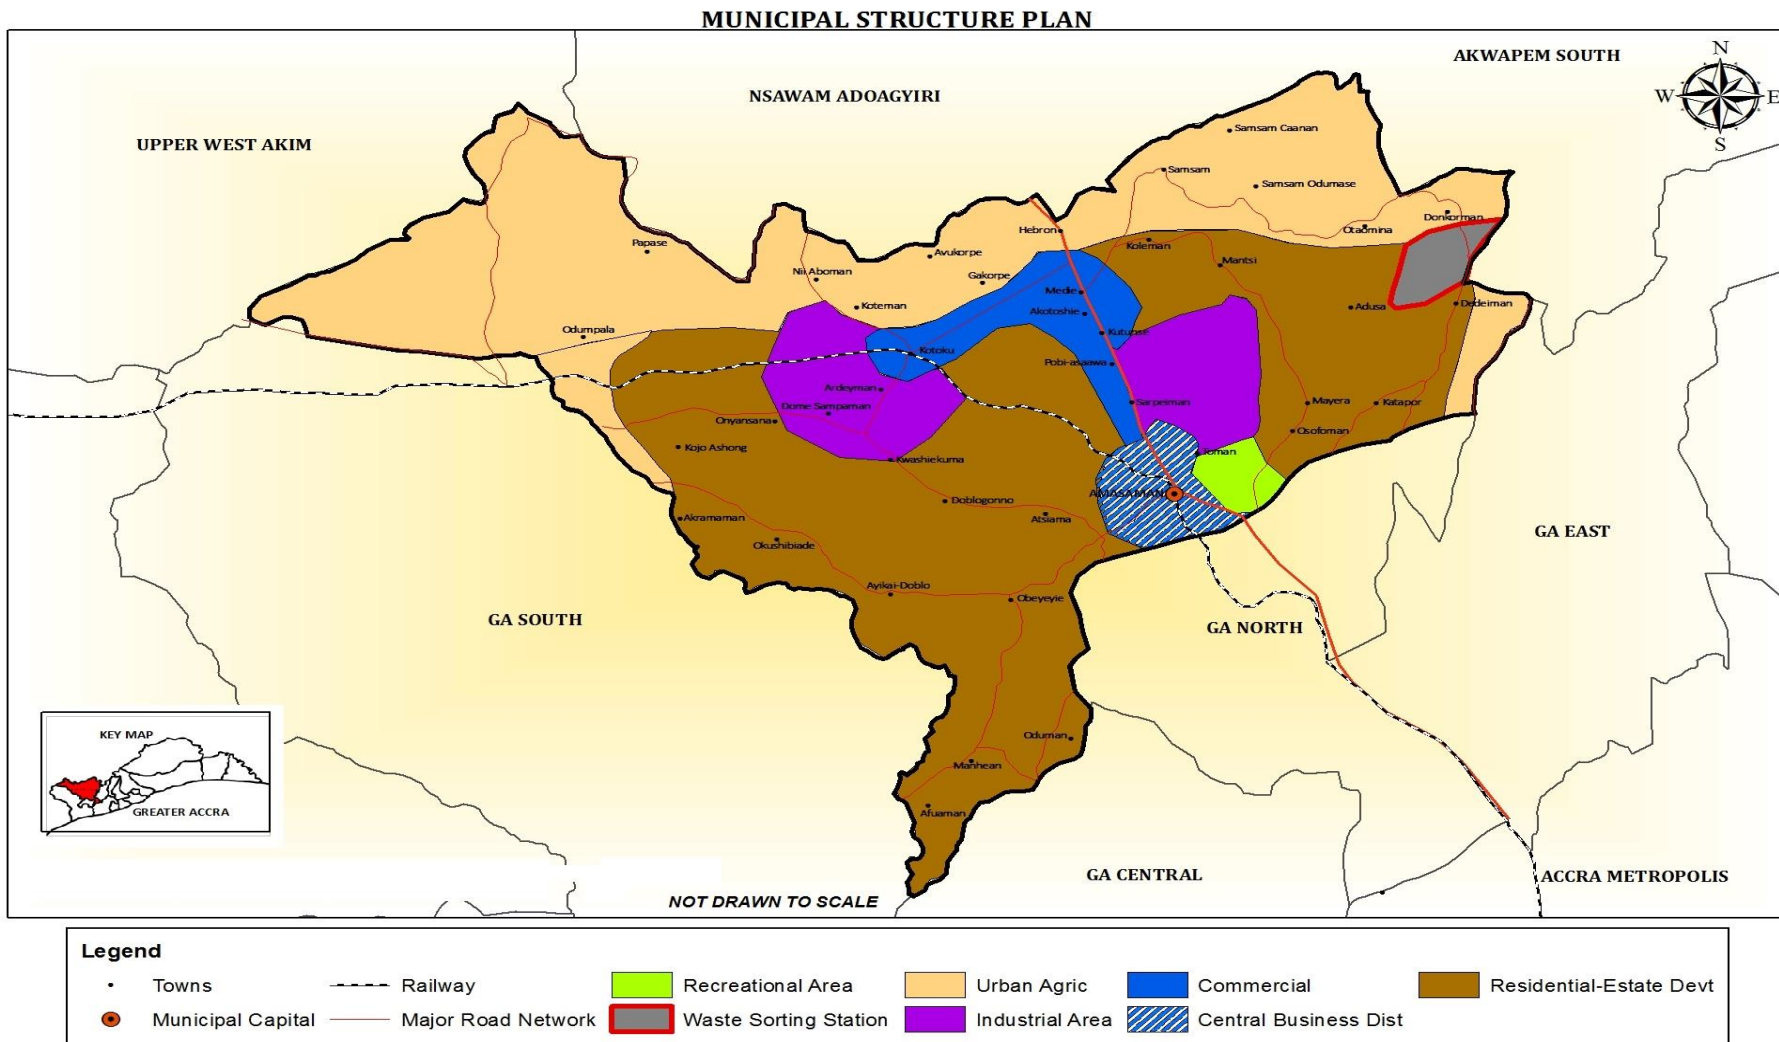 MUNICIPAL STRUCTURE PLAN
AKWAPEM SOUTH
N
W E
S
NSAWAM ADOAGYIRI
UPPER WEST AKIM
Samsam Caanan
Samsam
Samsam Odumase
Donkorman
Otaomina
Hebron
Koleman
Papase
Avukorpe
Mantsi
Nii Aboman
Gakorpe
Medie
Koteman
Adusa
Dedeiman
Akotoshie
Odumpala
Kutunse
Kotoku
Pobi-asaawa
Ardeyman
Dome Sampaman
Sarpeiman
Mayera
Katapor
Onyansana
Osofoman
Kojo Ashong
Joman
Kwashiekuma
AMASAMAN
Doblogonno
Akramaman
Atsiama
GA EAST
Okushibiade
Ayikai-Doblo
Obeyeyie
GA SOUTH
GA NORTH
KEY MAP
Oduman
Manhean
GREATER ACCRA
Afuaman
GA CENTRAL
ACCRA METROPOLIS
NOT DRAWN TO SCALE
Legend
Towns
Railway
Recreational Area
Urban Agric
Commercial
Residential-Estate Devt
Municipal Capital
Major Road Network
Waste Sorting Station
Industrial Area
Central Business Dist